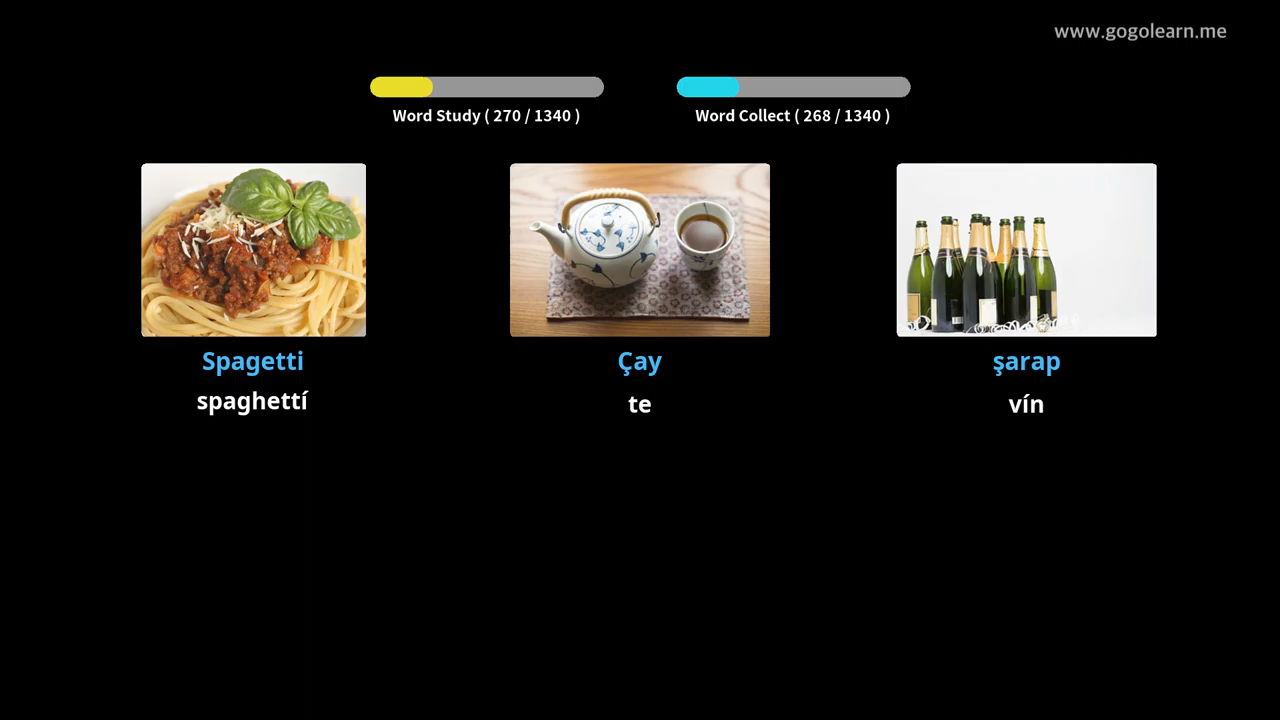 www.gogolearn.me
Word Study ( 270 / 1340 )
Word Collect ( 268 / 1340 )
Spagetti
spaghettí
Çay
te
şarap
vín